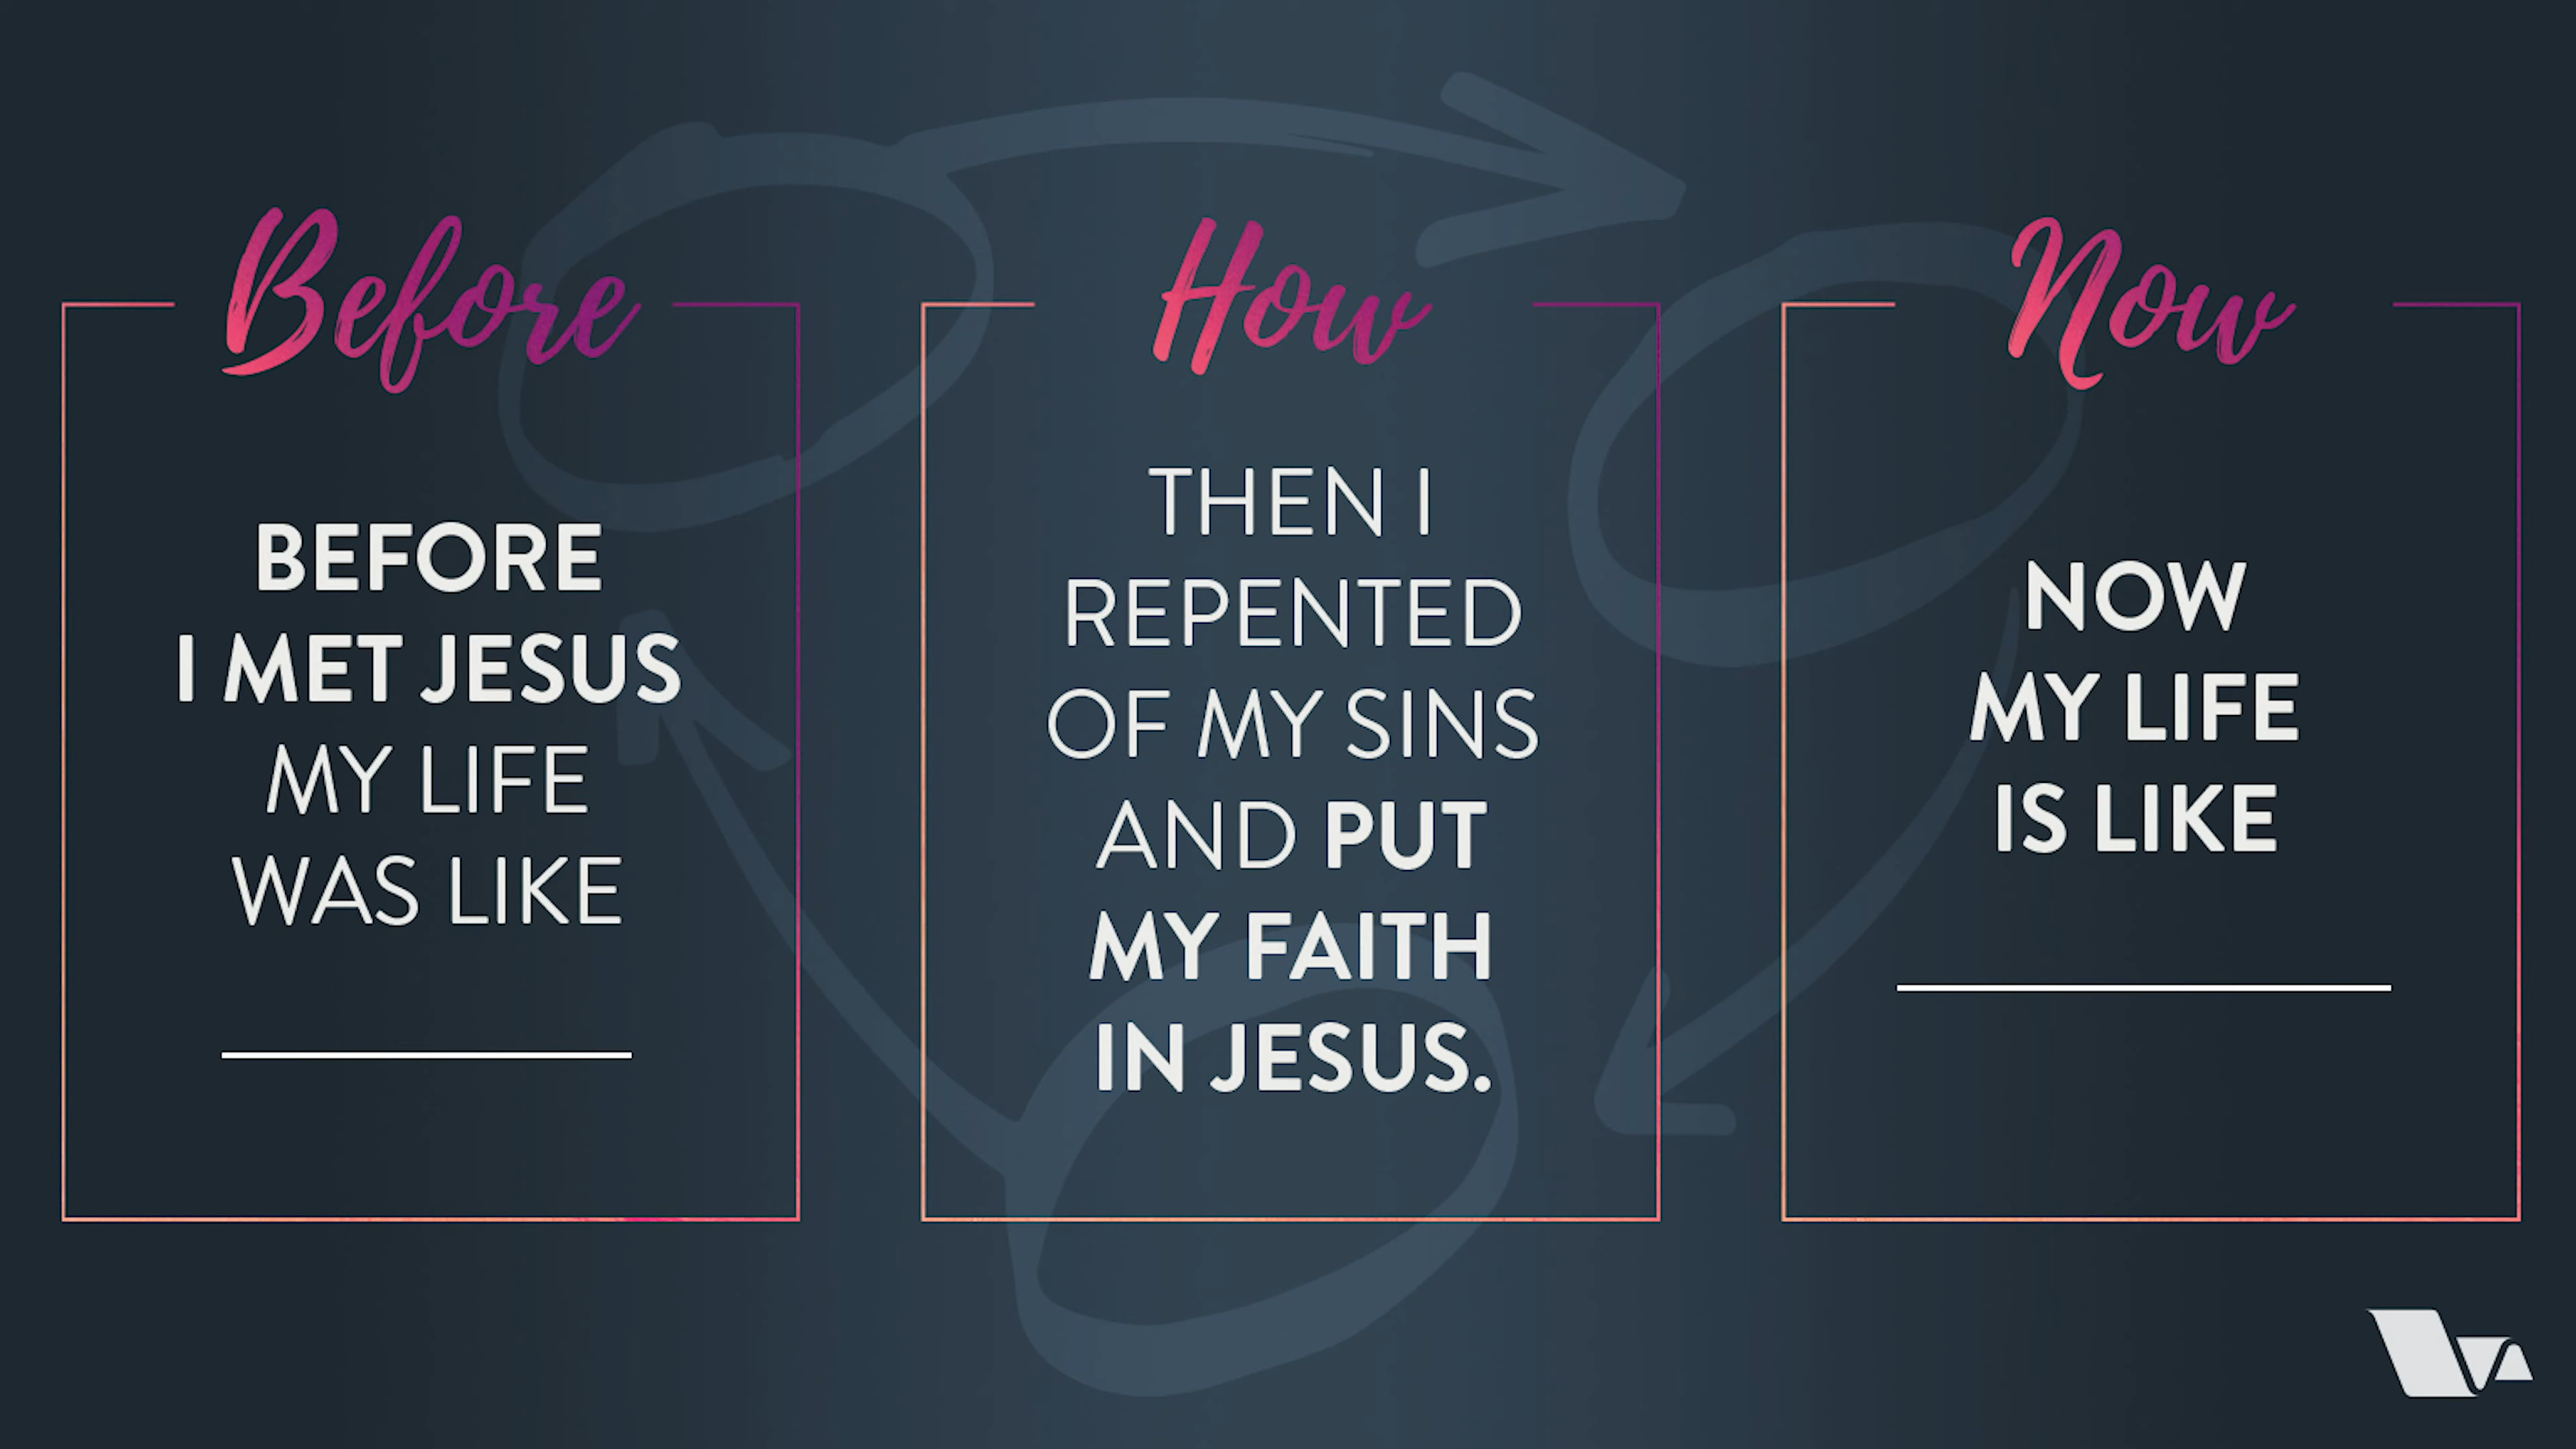 Before
BEFORE
I MET JESUS
MY LIFE
WAS LIKE
How
THEN I
REPENTED
OF MY SINS
AND PUT
MY FAITH
IN JESUS.
Now
NOW
MY LIFE
IS LIKE